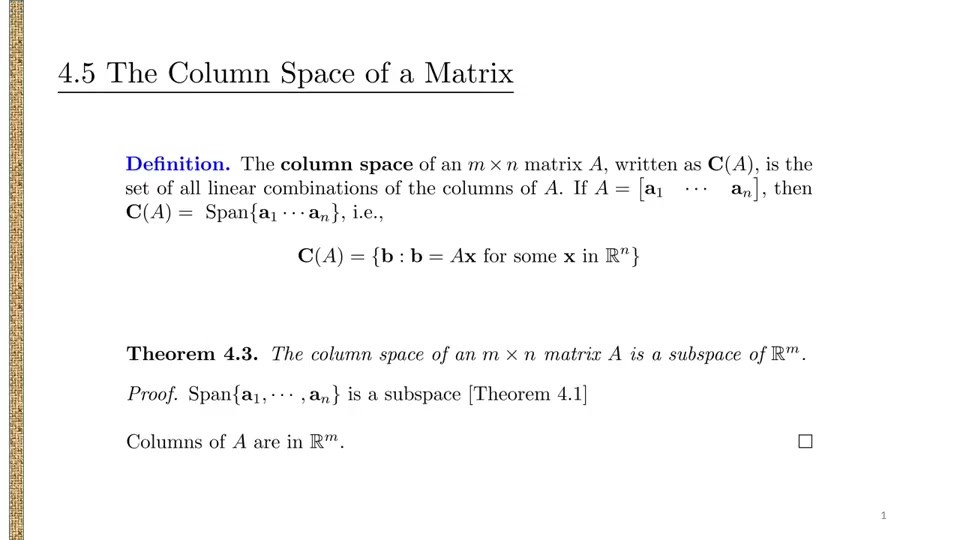 4.5 The Column Space of a Matrix
Definition. The column space of an m × n matrix A, written as C(A), is the
set of all linear combinations of the columns of A. If A = [a₁ ··· aₙ], then
C(A) = Span{a₁ ··· aₙ}, i.e.,
C(A) = {b : b = Ax for some x in ℝⁿ}
Theorem 4.3. The column space of an m × n matrix A is a subspace of ℝᵐ.
Proof. Span{a₁, ··· , aₙ} is a subspace [Theorem 4.1]
Columns of A are in ℝᵐ. □
1